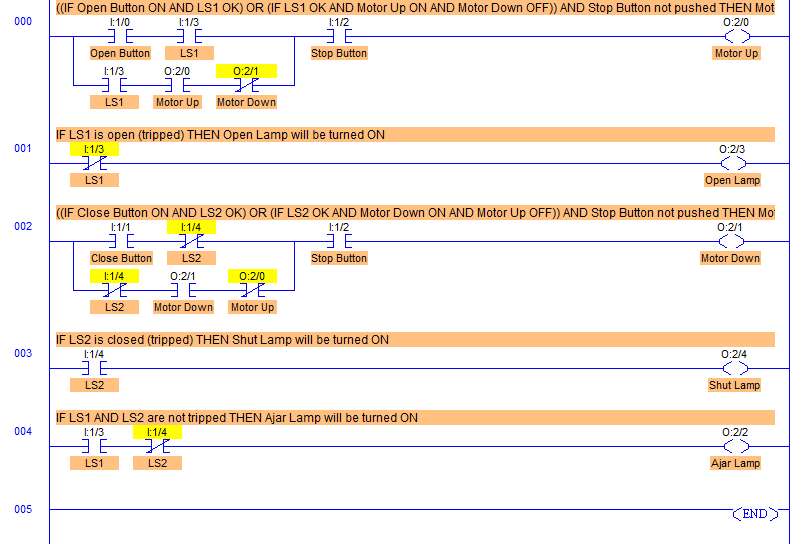 ((IF Open Button ON AND LS1 OK) OR (IF LS1 OK AND Motor Up ON AND Motor Down OFF)) AND Stop Button not pushed THEN Mot
000 I:1/0 I:1/3 I:1/2 O:2/0
Open Button LS1 Stop Button Motor Up
I:1/3 O:2/0 O:2/1
LS1 Motor Up Motor Down
IF LS1 is open (tripped) THEN Open Lamp will be turned ON
001 I:1/3 O:2/3
LS1 Open Lamp
((IF Close Button ON AND LS2 OK) OR (IF LS2 OK AND Motor Down ON AND Motor Up OFF)) AND Stop Button not pushed THEN Mot
002 I:1/1 I:1/4 I:1/2 O:2/1
Close Button LS2 Stop Button Motor Down
I:1/4 O:2/1 O:2/0
LS2 Motor Down Motor Up
IF LS2 is closed (tripped) THEN Shut Lamp will be turned ON
003 I:1/4 O:2/4
LS2 Shut Lamp
IF LS1 AND LS2 are not tripped THEN Ajar Lamp will be turned ON
004 I:1/3 I:1/4 O:2/2
LS1 LS2 Ajar Lamp
005 END